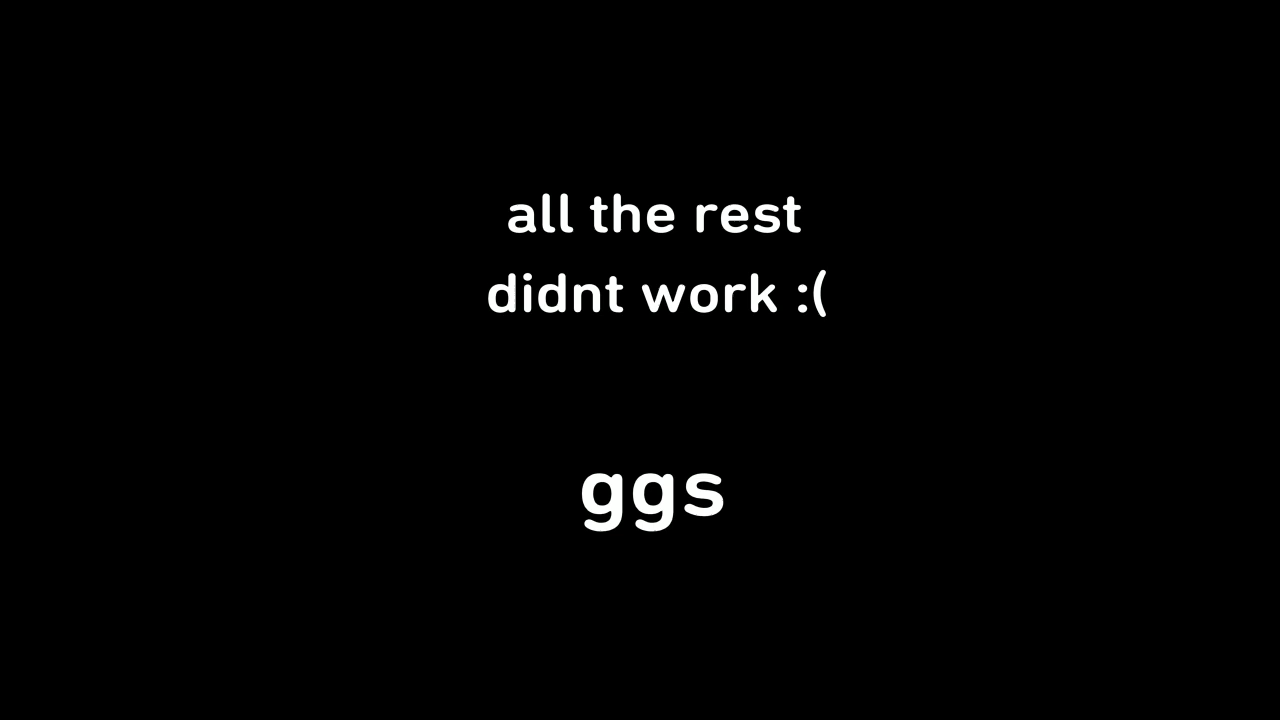 all the rest
didnt work :(
ggs